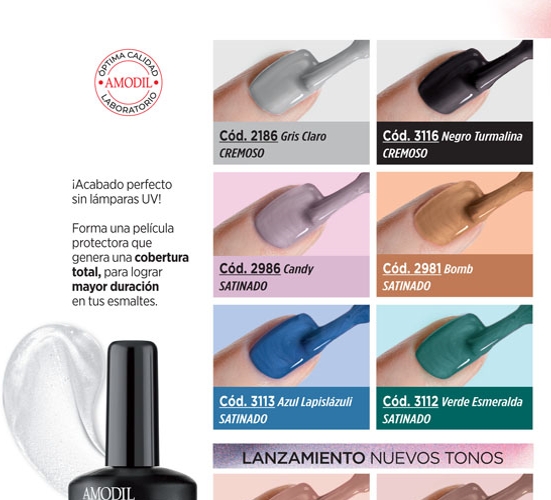 ÓPTIMA CALIDAD
AMODIL
LABORATORIO
¡Acabado perfecto
sin lámparas UV!
Forma una película
protectora que
genera una cobertura
total, para lograr
mayor duración
en tus esmaltes.
Cód. 2186 Gris Claro
CREMOSO
Cód. 3116 Negro Turmalina
CREMOSO
Cód. 2986 Candy
SATINADO
Cód. 2981 Bomb
SATINADO
Cód. 3113 Azul Lapislázuli
SATINADO
Cód. 3112 Verde Esmeralda
SATINADO
LANZAMIENTO NUEVOS TONOS
AMODIL